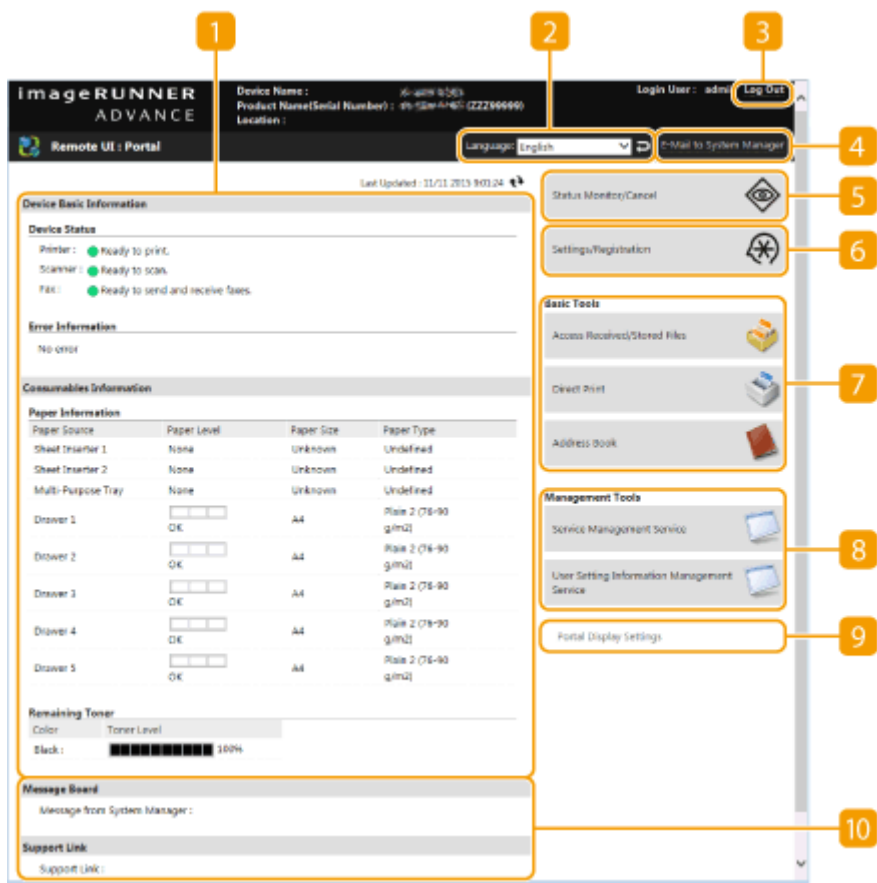 1
2
3
imageRUNNER
ADVANCE
Device Name :
Product Name(Serial Number) : (ZZZ99999)
Location :
Login User : admi
Log Out
Remote UI : Portal
Language: English
E-Mail to System Manager
4
Last Updated : 11/11 2015 9:01:24
Device Basic Information
Device Status
Printer : Ready to print.
Scanner : Ready to scan.
Fax : Ready to send and receive faxes.
Error Information
No error
Consumables Information
Paper Information
Paper Source Paper Level Paper Size Paper Type
Sheet Inserter 1 None Unknown Undefined
Sheet Inserter 2 None Unknown Undefined
Multi-Purpose Tray None Unknown Undefined
Drawer 1 OK A4 Plain 2 (76-90
g/m2)
Drawer 2 OK A4 Plain 2 (76-90
g/m2)
Drawer 3 OK A4 Plain 2 (76-90
g/m2)
Drawer 4 OK A4 Plain 2 (76-90
g/m2)
Drawer 5 OK A4 Plain 2 (76-90
g/m2)
Remaining Toner
Color Toner Level
Black : 100%
Message Board
Message from System Manager :
Support Link
Support Link :
Status Monitor/Cancel
5
Settings/Registration
6
Basic Tools
Access Received/Stored Files
Direct Print
7
Address Book
Management Tools
Service Management Service
8
User Setting Information Management
Service
Portal Display Settings
9
10